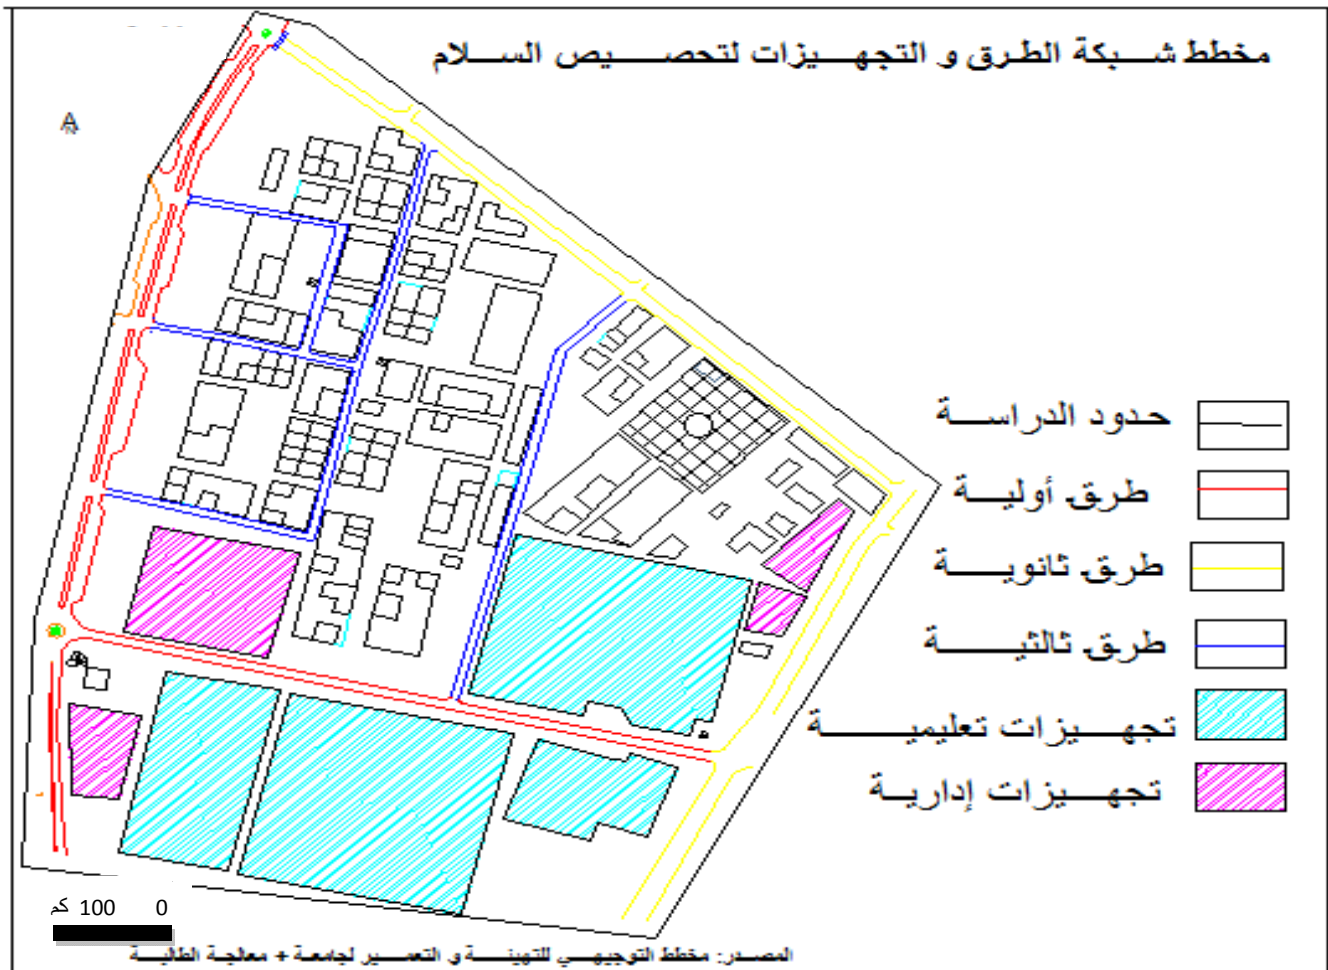 مخطط شبكة الطرق و التجهيزات لتحصيص السلام
حدود الدراسة
طرق أولية
طرق ثانوية
طرق ثالثية
تجهيزات تعليمية
تجهيزات إدارية
0 100 كم
المصدر: مخطط التوجيهي للتهيئة و التعمير لجامعة + معالجة الطالبة